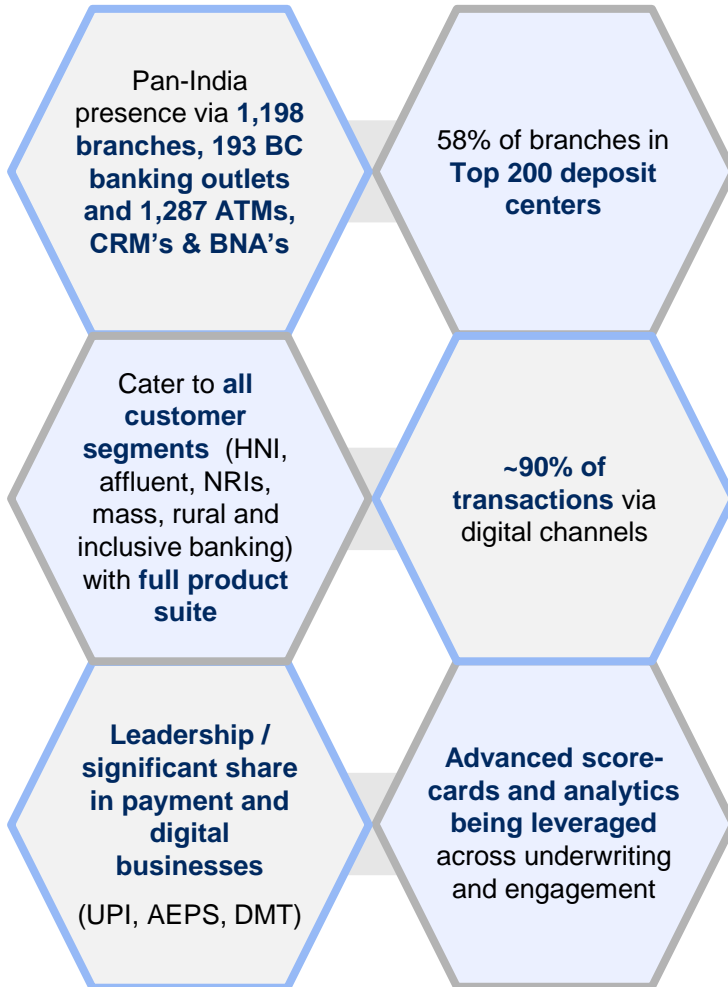 Pan-India
presence via 1,198
branches, 193 BC
banking outlets
and 1,287 ATMs,
CRM's & BNA's
58% of branches in
Top 200 deposit
centers
Cater to all
customer
segments (HNI,
affluent, NRIs,
mass, rural and
inclusive banking)
with full product
suite
~90% of
transactions via
digital channels
Leadership /
significant share
in payment and
digital
businesses
(UPI, AEPS, DMT)
Advanced score-
cards and analytics
being leveraged
across underwriting
and engagement